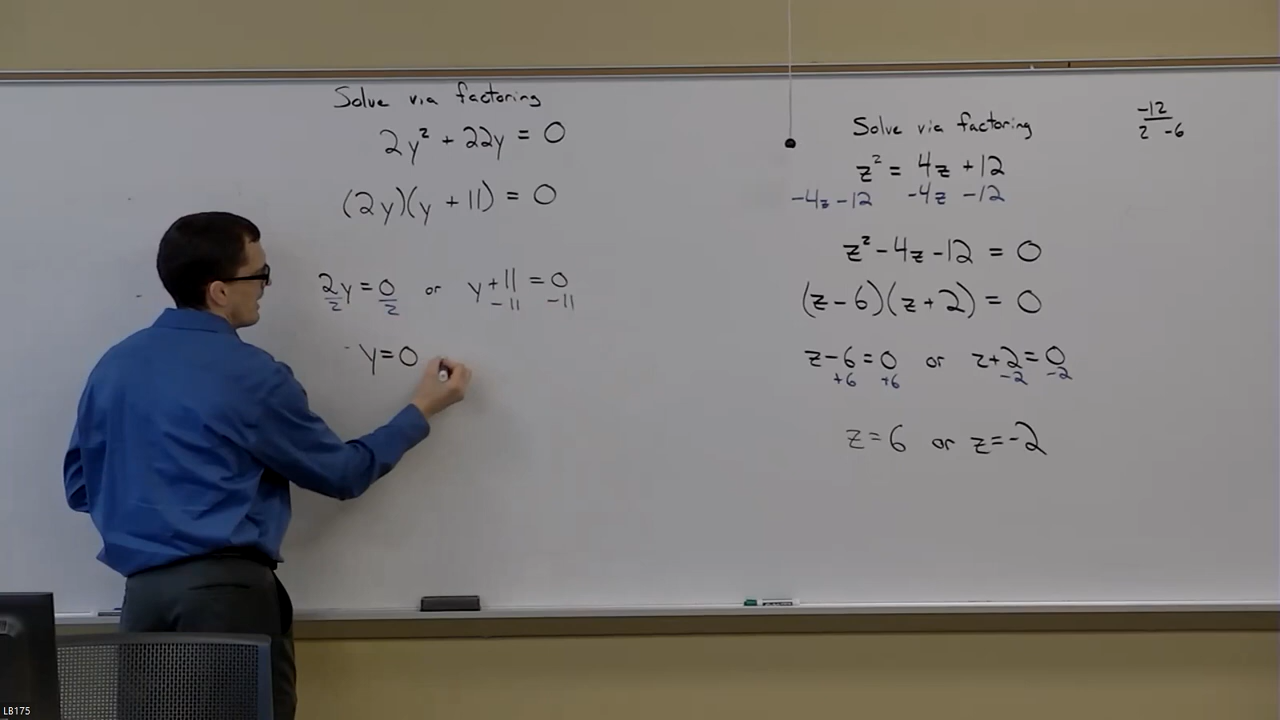 Solve via factoring
2y² + 22y = 0
(2y)(y + 11) = 0
2y = 0 or y + 11 = 0
2 2 -11 -11
y = 0
Solve via factoring
z² = 4z + 12
-4z -12 -4z -12
z² - 4z - 12 = 0
(z - 6)(z + 2) = 0
z - 6 = 0 or z + 2 = 0
+6 +6 -2 -2
z = 6 or z = -2
-12
2 -6
LB175